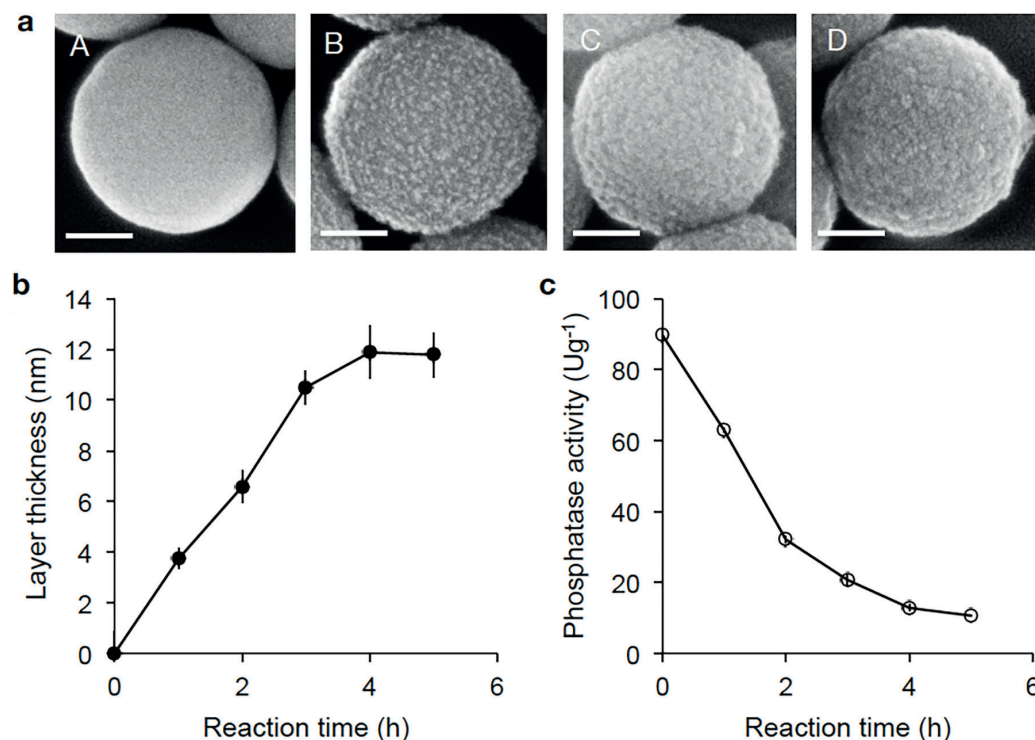 a
A B C D
b
14
12
10
8
6
4
2
0
0 2 4 6
Layer thickness (nm)
Reaction time (h)
c
100
80
60
40
20
0
0 2 4 6
Phosphatase activity (Ug-1)
Reaction time (h)